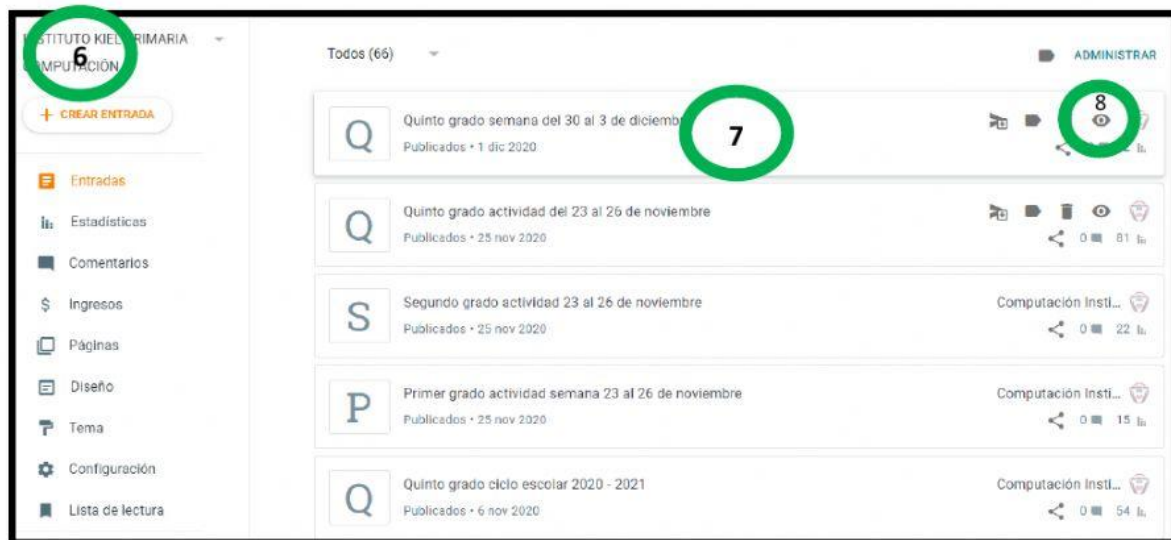 INSTITUTO KIEL PRIMARIA
COMPUTACIÓN
6
+ CREAR ENTRADA
Entradas
Estadísticas
Comentarios
$ Ingresos
Páginas
Diseño
Tema
Configuración
Lista de lectura
Todos (66)
ADMINISTRAR
Q
Quinto grado semana del 30 al 3 de
Publicados • 1 dic 2020
7
8
Q
Quinto grado actividad del 23 al 26 de noviembre
Publicados • 25 nov 2020
0 81
S
Segundo grado actividad 23 al 26 de noviembre
Publicados • 25 nov 2020
Computación Insti...
0 22
P
Primer grado actividad semana 23 al 26 de noviembre
Publicados • 25 nov 2020
Computación Insti...
0 15
Q
Quinto grado ciclo escolar 2020 - 2021
Publicados • 6 nov 2020
Computación Insti...
0 54